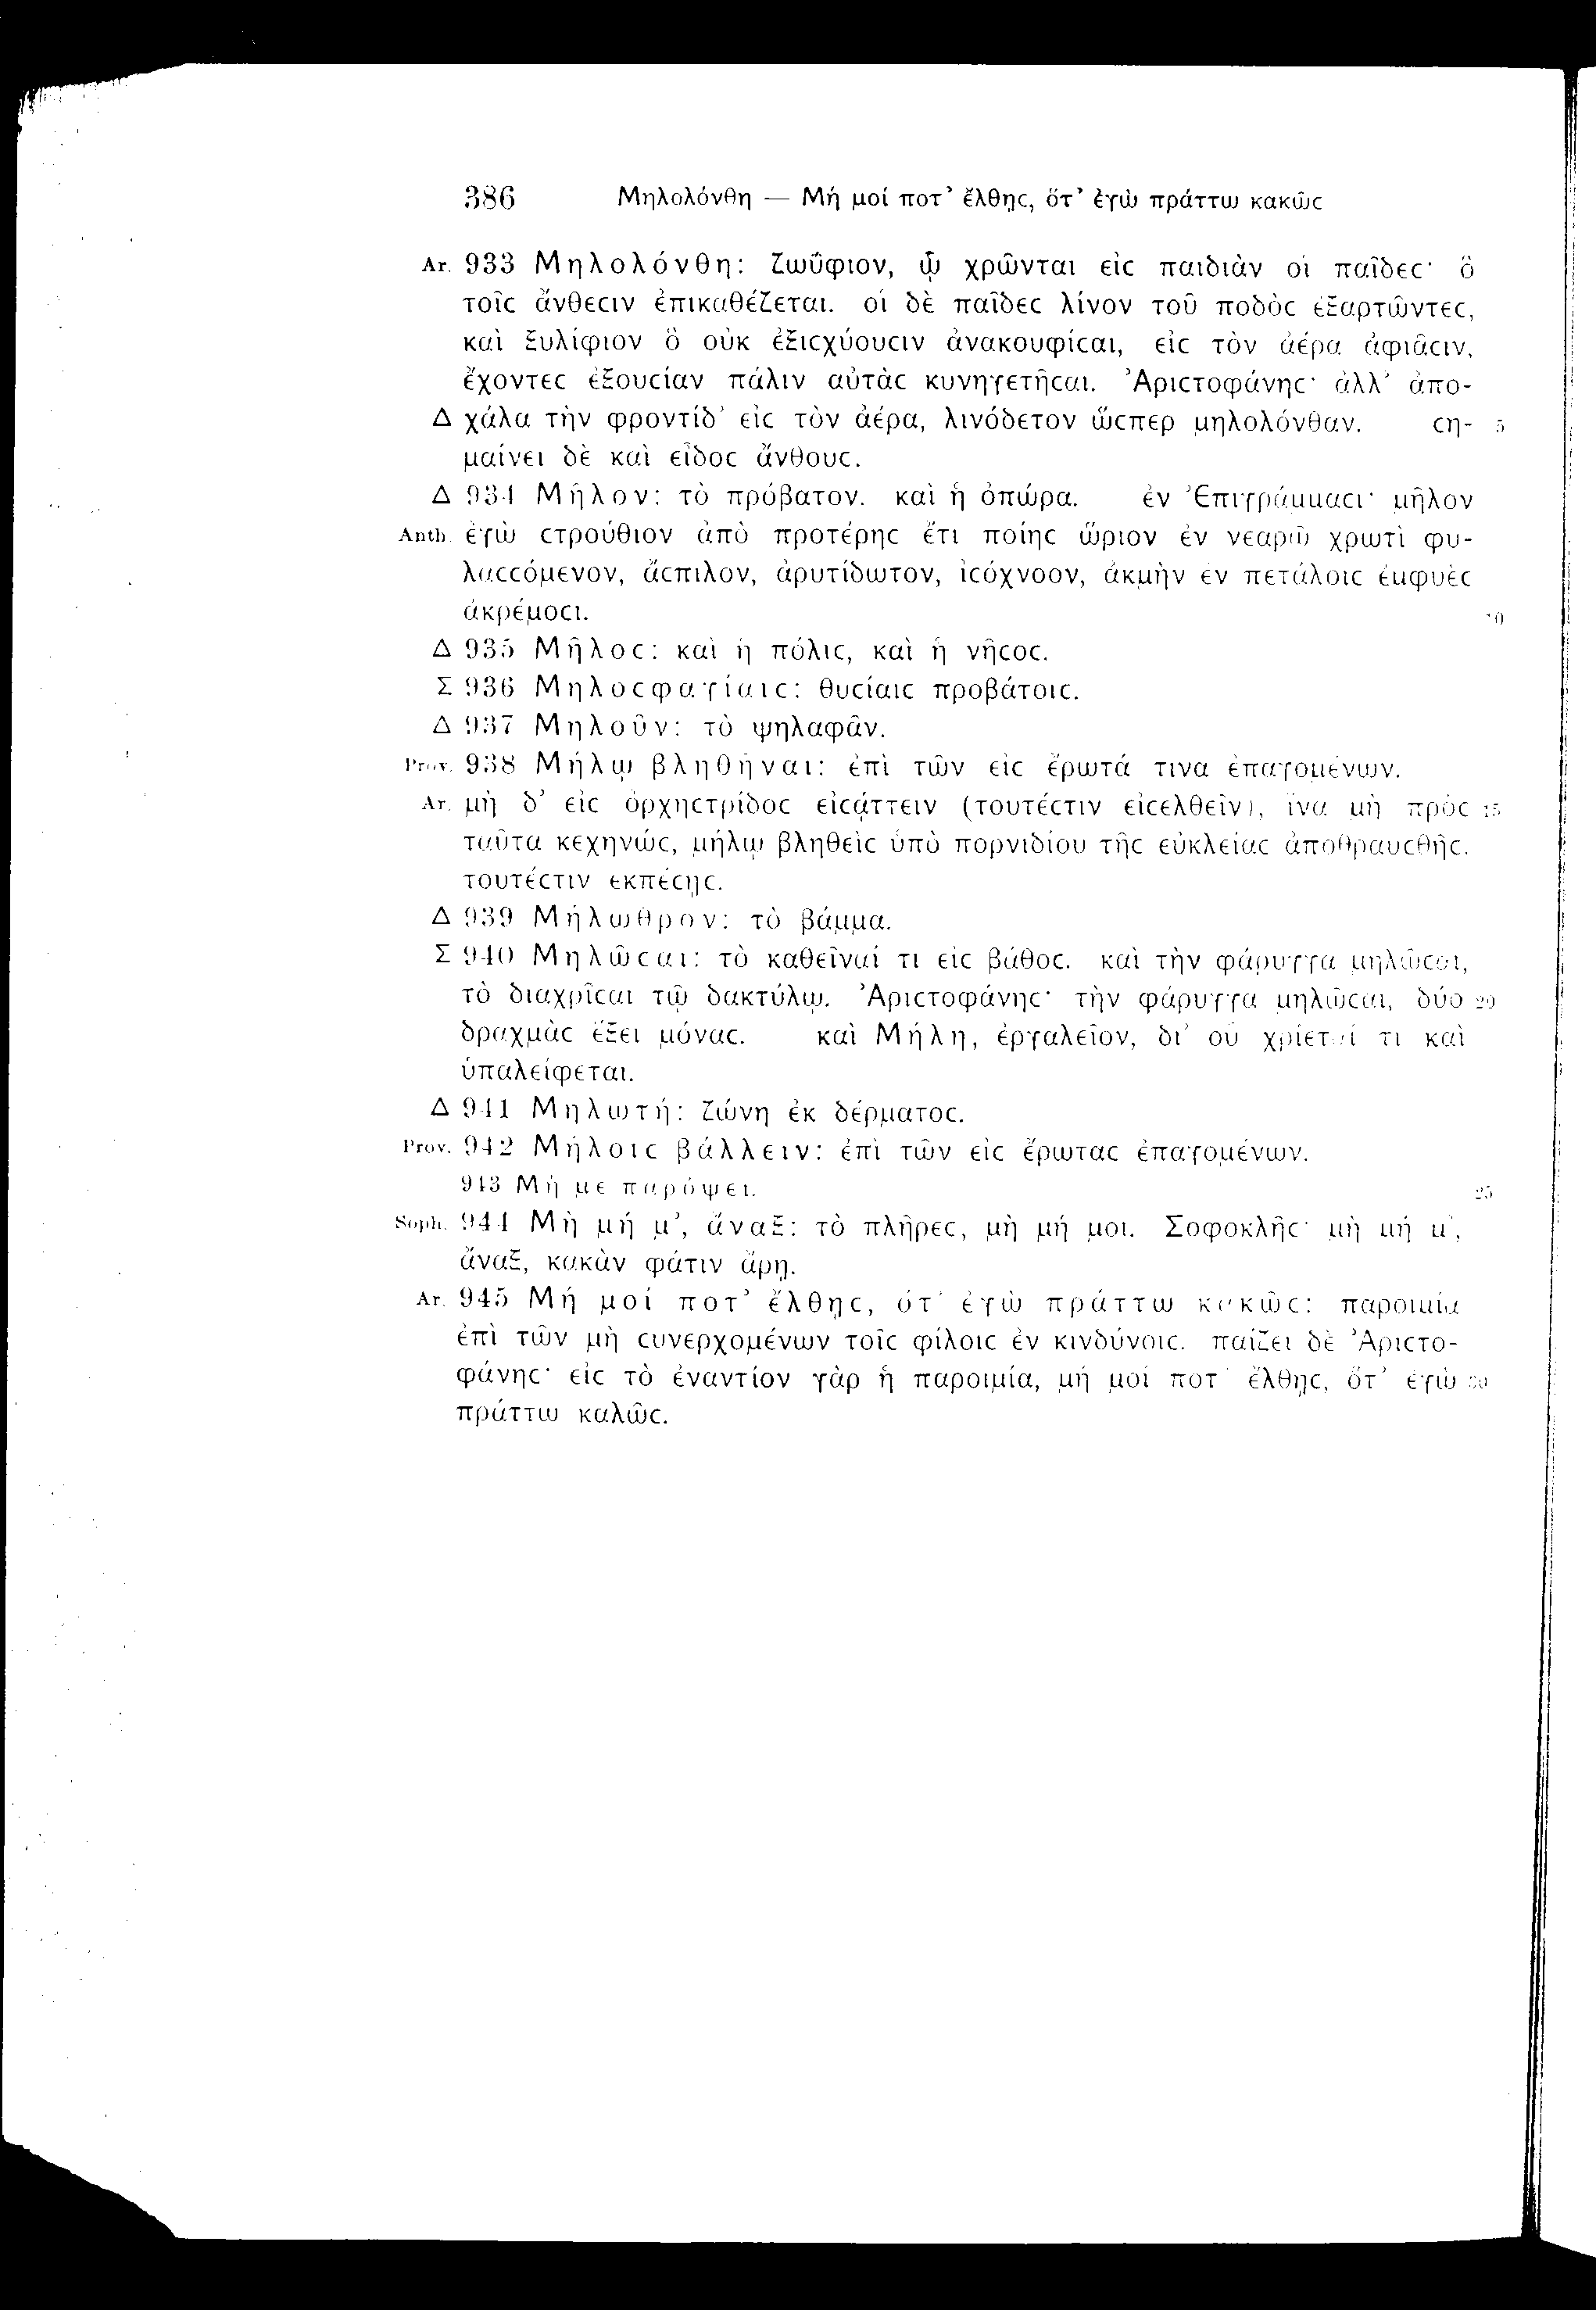 386 Μηλολόνθη — Μή μοί ποτ’ ἔλθῃϲ, ὅτ’ ἐγὼ πράττω κακῶϲ
Ar. 933 Μηλολόνθη: ζωΰφιον, ᾧ χρῶνται εἰϲ παιδιὰν οἱ παῖδεϲ· ὃ
τοῖϲ ἄνθεϲιν ἐπικαθέζεται. οἱ δὲ παῖδεϲ λίνον τοῦ ποδὸϲ ἐξαρτῶντεϲ,
καὶ ξυλίφιον ὃ οὐκ ἐξιϲχύουϲιν ἀνακουφίϲαι, εἰϲ τὸν ἀέρα ἀφιᾶϲιν,
ἔχοντεϲ ἐξουϲίαν πάλιν αὐτὰϲ κυνηγετῆϲαι. Ἀριϲτοφάνηϲ· ἀλλ’ ἀπο-
Δ χάλα τὴν φροντίδ’ εἰϲ τὸν ἀέρα, λινόδετον ὥϲπερ μηλολόνθαν. ϲη- 5
μαίνει δὲ καὶ εἶδοϲ ἄνθουϲ.
Δ 934 Μῆλον: τὸ πρόβατον. καὶ ἡ ὀπώρα. ἐν Ἐπιγράμμαϲι· μῆλον
Anth. ἐγὼ ϲτρούθιον ἀπὸ προτέρηϲ ἔτι ποίηϲ ὥριον ἐν νεαρῷ χρωτὶ φυ-
λαϲϲόμενον, ἄϲπιλον, ἀρυτίδωτον, ἰϲόχνοον, ἀκμὴν ἐν πετάλοιϲ ἐμφυὲϲ
ἀκρέμοϲι. 10
Δ 935 Μῆλοϲ: καὶ ἡ πόλιϲ, καὶ ἡ νῆϲοϲ.
Σ 936 Μηλοϲφαγίαιϲ: θυϲίαιϲ προβάτοιϲ.
Δ 937 Μηλοῦν: τὸ ψηλαφᾶν.
Prov. 938 Μήλῳ βληθῆναι: ἐπὶ τῶν εἰϲ ἔρωτά τινα ἐπαγομένων.
Ar. μὴ δ’ εἰϲ ὀρχηϲτρίδοϲ εἰϲᾴττειν (τουτέϲτιν εἰϲελθεῖν), ἵνα μὴ πρὸϲ 15
ταῦτα κεχηνώϲ, μήλῳ βληθεὶϲ ὑπὸ πορνιδίου τῆϲ εὐκλείαϲ ἀποθραυϲθῇϲ.
τουτέϲτιν ἐκπέϲῃϲ.
Δ 939 Μήλωθρον: τὸ βάμμα.
Σ 940 Μηλῶϲαι: τὸ καθεῖναί τι εἰϲ βάθοϲ. καὶ τὴν φάρυγγα μηλῶϲαι,
τὸ διαχρῖϲαι τῷ δακτύλῳ. Ἀριϲτοφάνηϲ· τὴν φάρυγγα μηλῶϲαι, δύο 20
δραχμὰϲ ἕξει μόναϲ. καὶ Μήλη, ἐργαλεῖον, δι’ οὗ χρίεταί τι καὶ
ὑπαλείφεται.
Δ 941 Μηλωτή: ζώνη ἐκ δέρματοϲ.
Prov. 942 Μήλοιϲ βάλλειν: ἐπὶ τῶν εἰϲ ἔρωταϲ ἐπαγομένων.
943 Μή με παρόψει. 25
Soph. 944 Μὴ μή μ’, ἄναξ: τὸ πλῆρεϲ, μὴ μή μοι. Σοφοκλῆϲ· μὴ μή μ’,
ἄναξ, κακὰν φάτιν ἄρῃ.
Ar. 945 Μή μοί ποτ’ ἔλθῃϲ, ὅτ’ ἐγὼ πράττω κακῶϲ: παροιμία
ἐπὶ τῶν μὴ ϲυνερχομένων τοῖϲ φίλοιϲ ἐν κινδύνοιϲ. παίζει δὲ Ἀριϲτο-
φάνηϲ· εἰϲ τὸ ἐναντίον γὰρ ἡ παροιμία, μή μοί ποτ’ ἔλθῃϲ, ὅτ’ ἐγὼ 30
πράττω καλῶϲ.